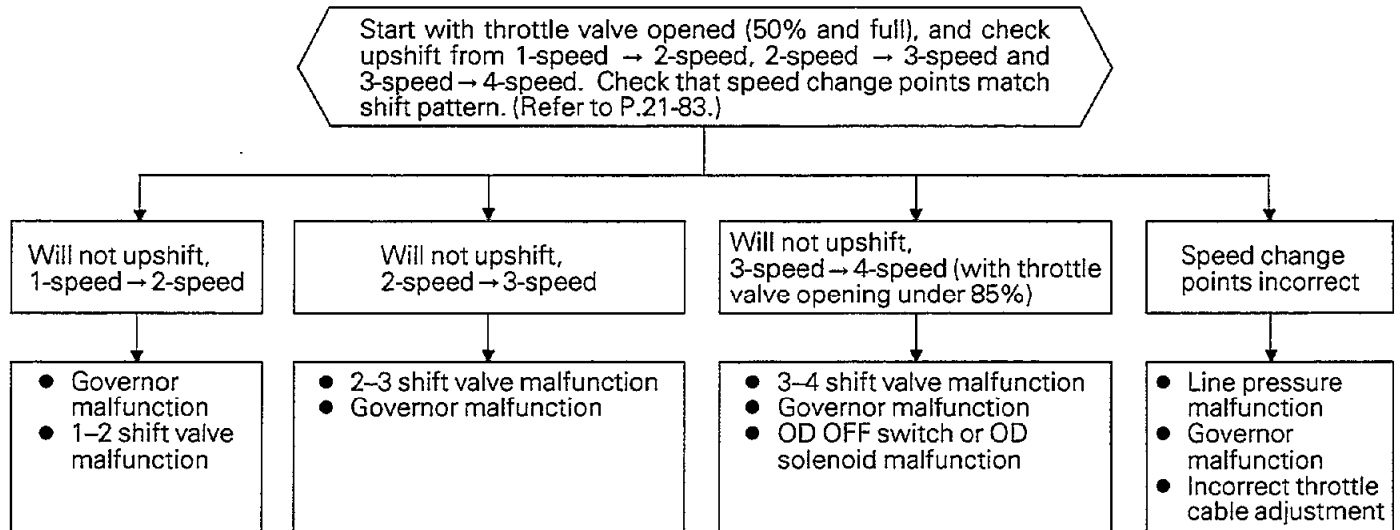 Start with throttle valve opened (50% and full), and check
upshift from 1-speed → 2-speed, 2-speed → 3-speed and
3-speed → 4-speed. Check that speed change points match
shift pattern. (Refer to P.21-83.)
Will not upshift,
1-speed → 2-speed
Will not upshift,
2-speed → 3-speed
Will not upshift,
3-speed → 4-speed (with throttle
valve opening under 85%)
Speed change
points incorrect
● Governor
malfunction
● 1–2 shift valve
malfunction
● 2–3 shift valve malfunction
● Governor malfunction
● 3–4 shift valve malfunction
● Governor malfunction
● OD OFF switch or OD
solenoid malfunction
● Line pressure
malfunction
● Governor
malfunction
● Incorrect throttle
cable adjustment